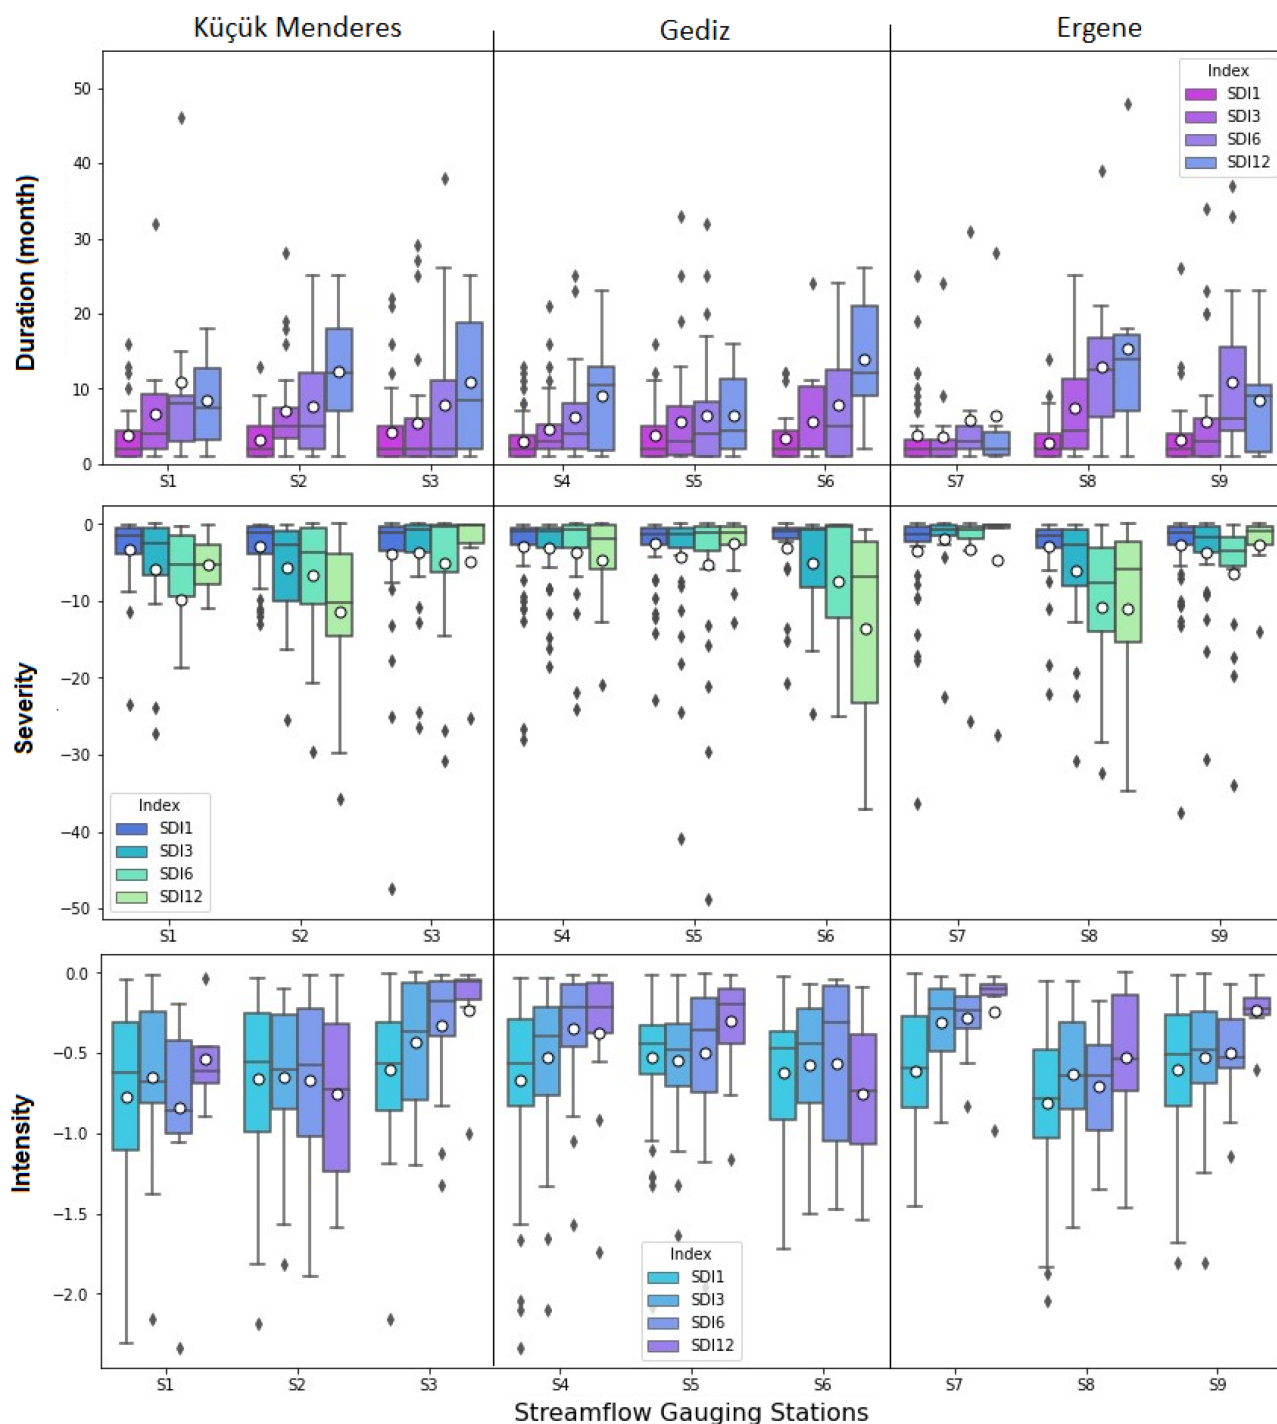 Küçük Menderes Gediz Ergene
Duration (month)
50
40
30
20
10
0
Index
SDI1
SDI3
SDI6
SDI12
S1 S2 S3 S4 S5 S6 S7 S8 S9
Severity
0
−10
−20
−30
−40
−50
Index
SDI1
SDI3
SDI6
SDI12
S1 S2 S3 S4 S5 S6 S7 S8 S9
Intensity
0.0
−0.5
−1.0
−1.5
−2.0
Index
SDI1
SDI3
SDI6
SDI12
S1 S2 S3 S4 S5 S6 S7 S8 S9
Streamflow Gauging Stations